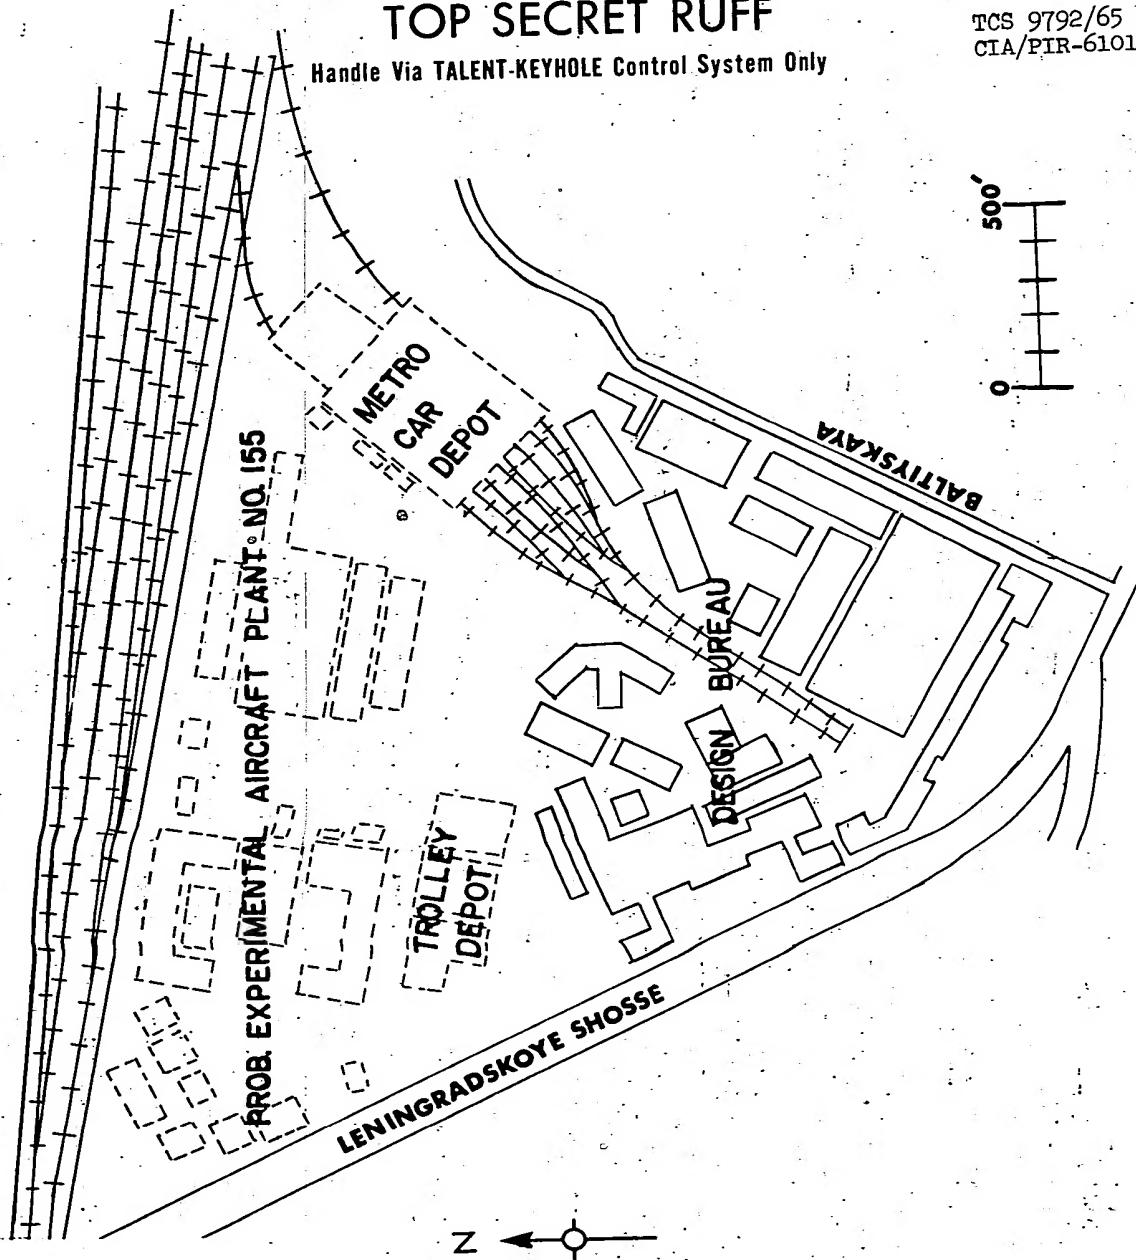 TOP SECRET RUFF
Handle Via TALENT-KEYHOLE Control System Only
TCS 9792/65
CIA/PIR-6101
500'
0
METRO
CAR
DEPOT
BALTIYSKAYA
PROB. EXPERIMENTAL AIRCRAFT PLANT NO. 155
DESIGN BUREAU
TROLLEY
DEPOT
LENINGRADSKOYE SHOSSE
N